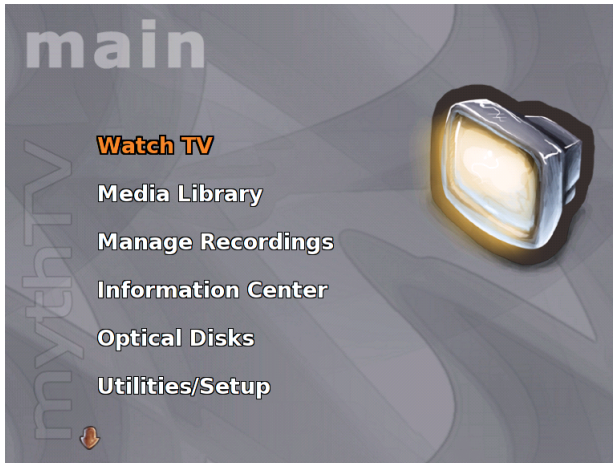 main
mythTV
Watch TV
Media Library
Manage Recordings
Information Center
Optical Disks
Utilities/Setup